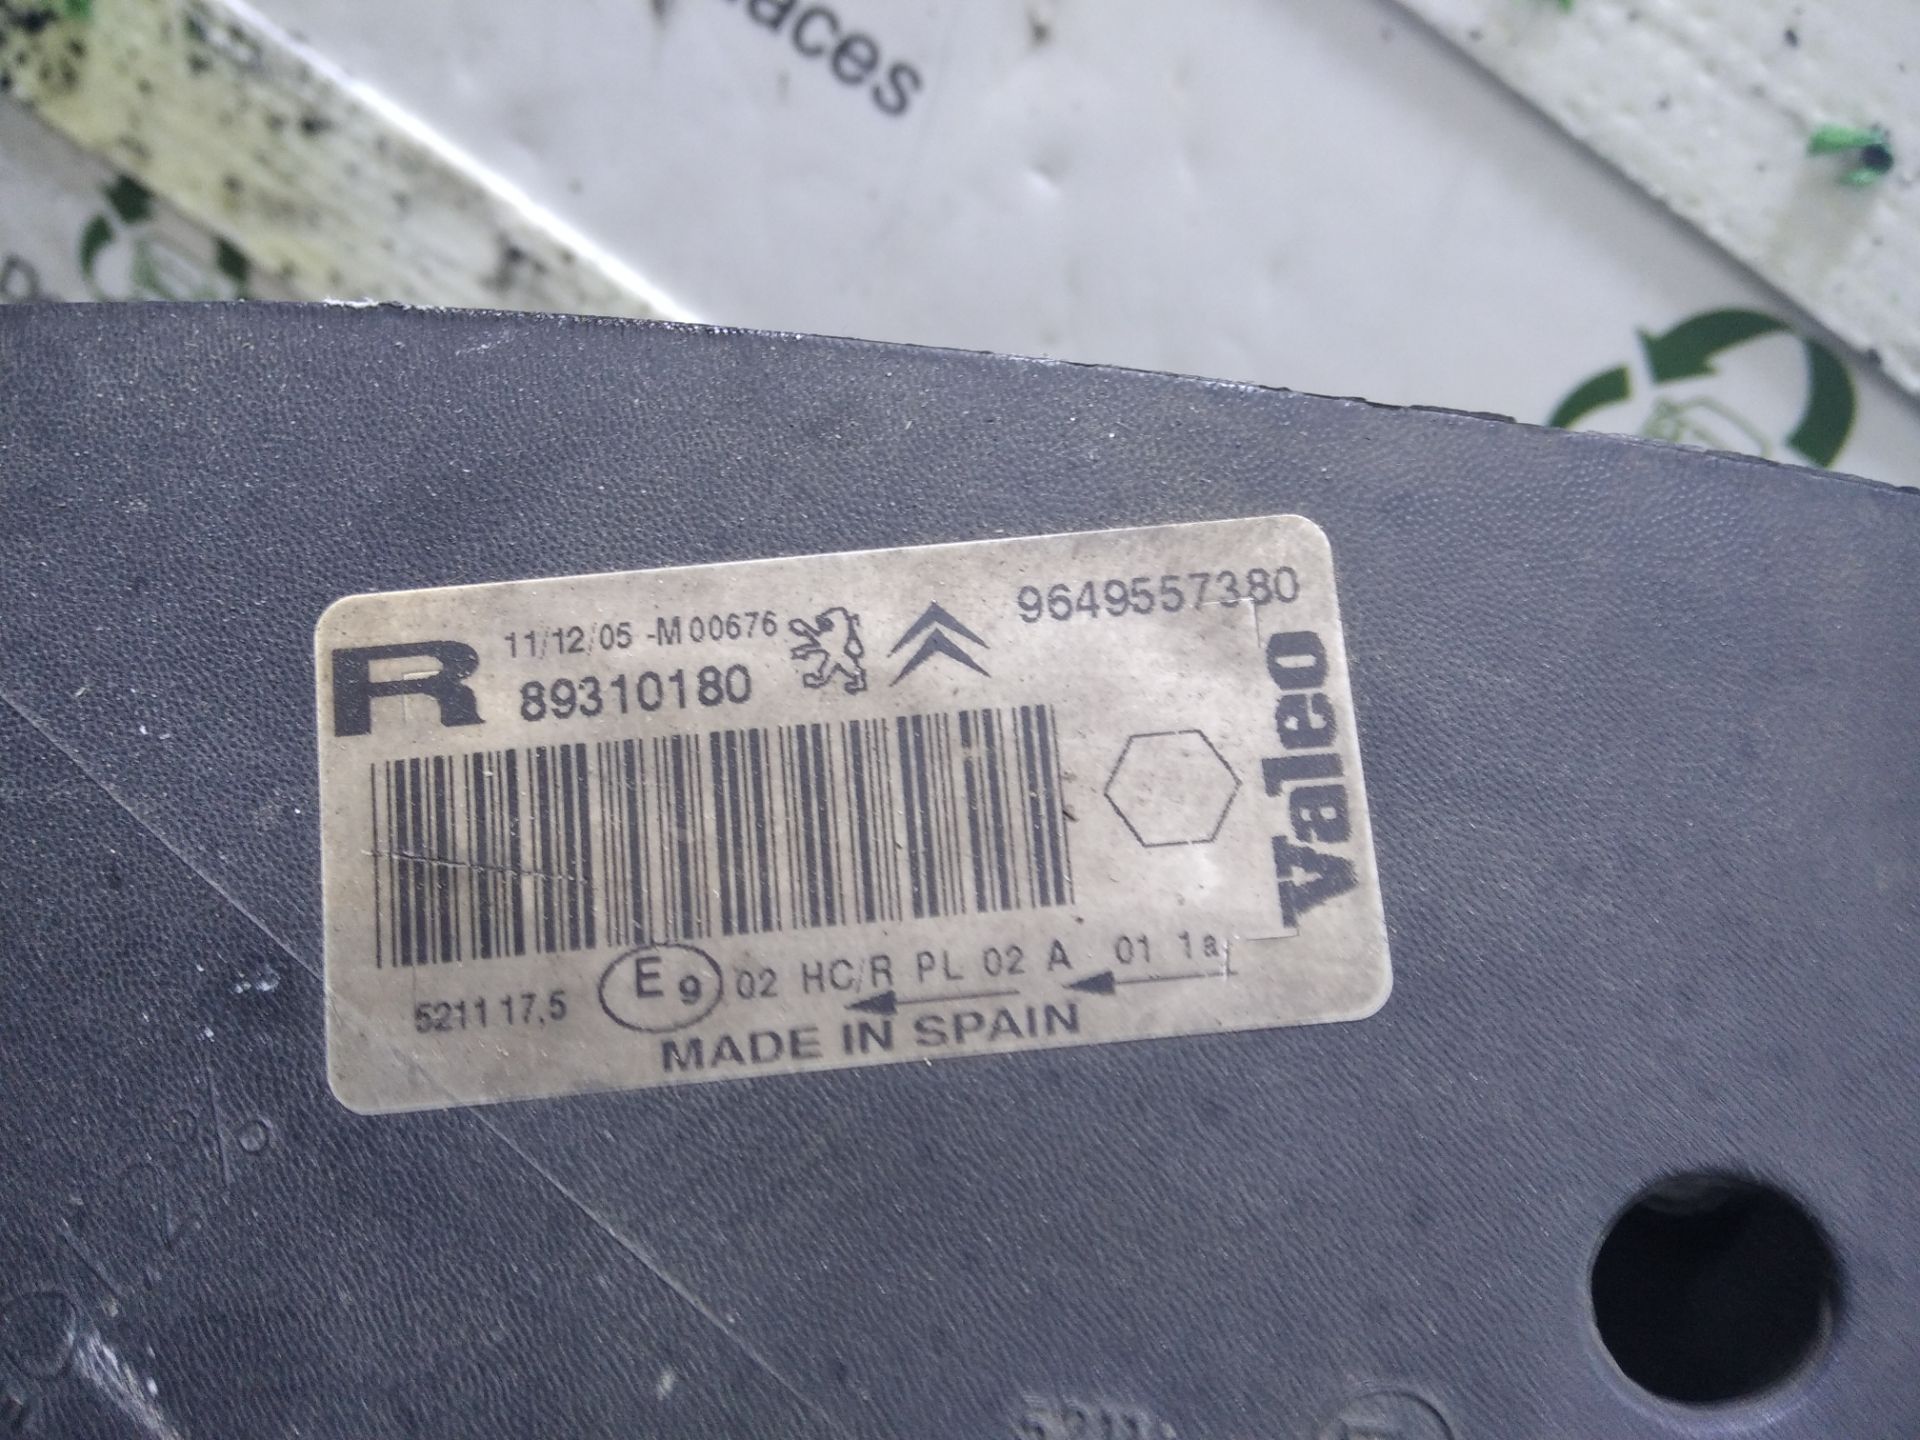 aces
11/12/05 -M00676
9649557380
R
89310180
Valeo
5211 17,5
E9
02 HC/R PL 02 A 01 1a
MADE IN SPAIN